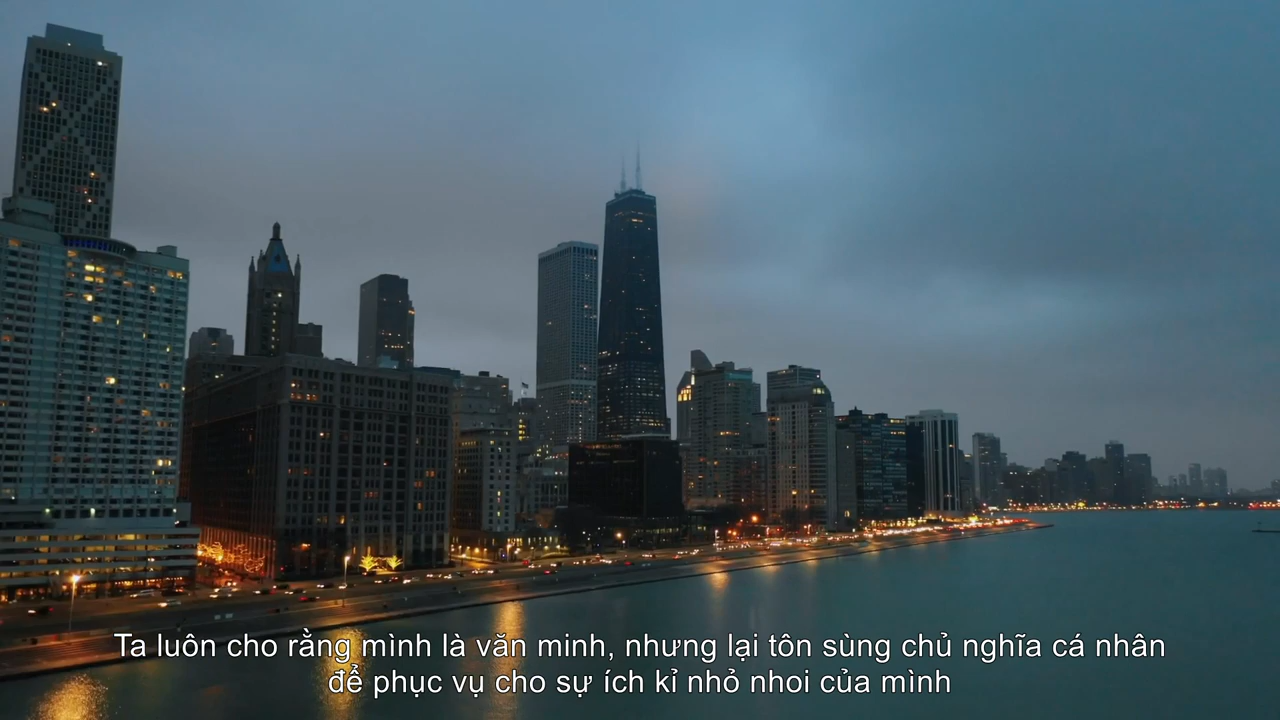 Ta luôn cho rằng mình là văn minh, nhưng lại tôn sùng chủ nghĩa cá nhân
để phục vụ cho sự ích kỉ nhỏ nhoi của mình